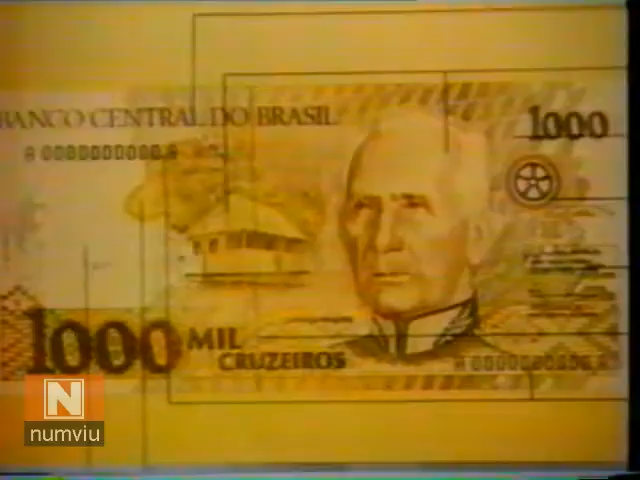 BANCO CENTRAL DO BRASIL
1000
A 0000000000 A
1000 MIL
CRUZEIROS
A 0000000000 A
N
numviu